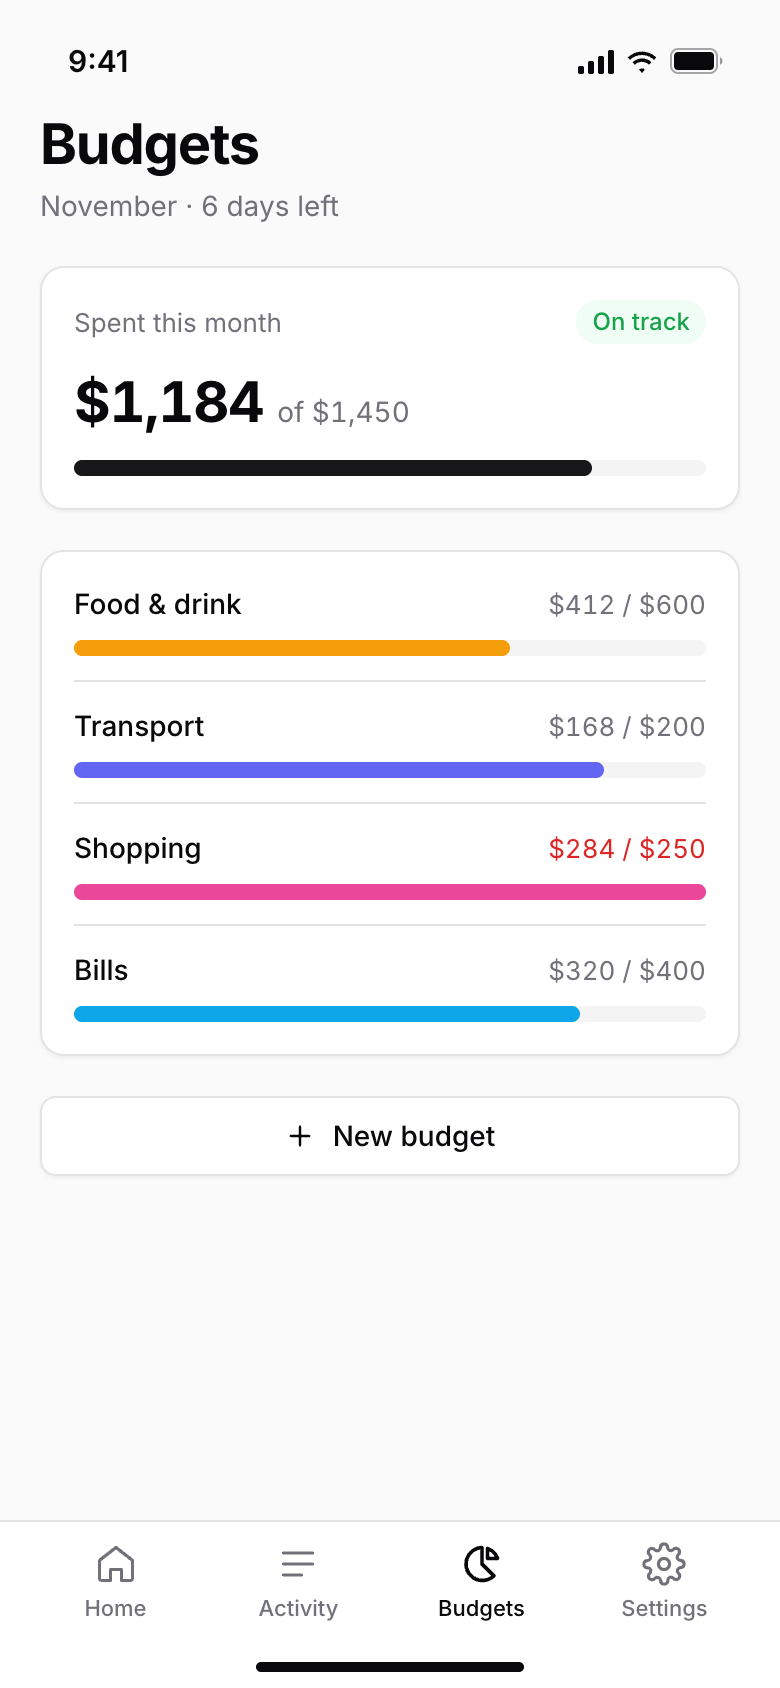 9:41
Budgets
November · 6 days left
Spent this month
On track
$1,184 of $1,450
Food & drink
$412 / $600
Transport
$168 / $200
Shopping
$284 / $250
Bills
$320 / $400
+ New budget
Home
Activity
Budgets
Settings